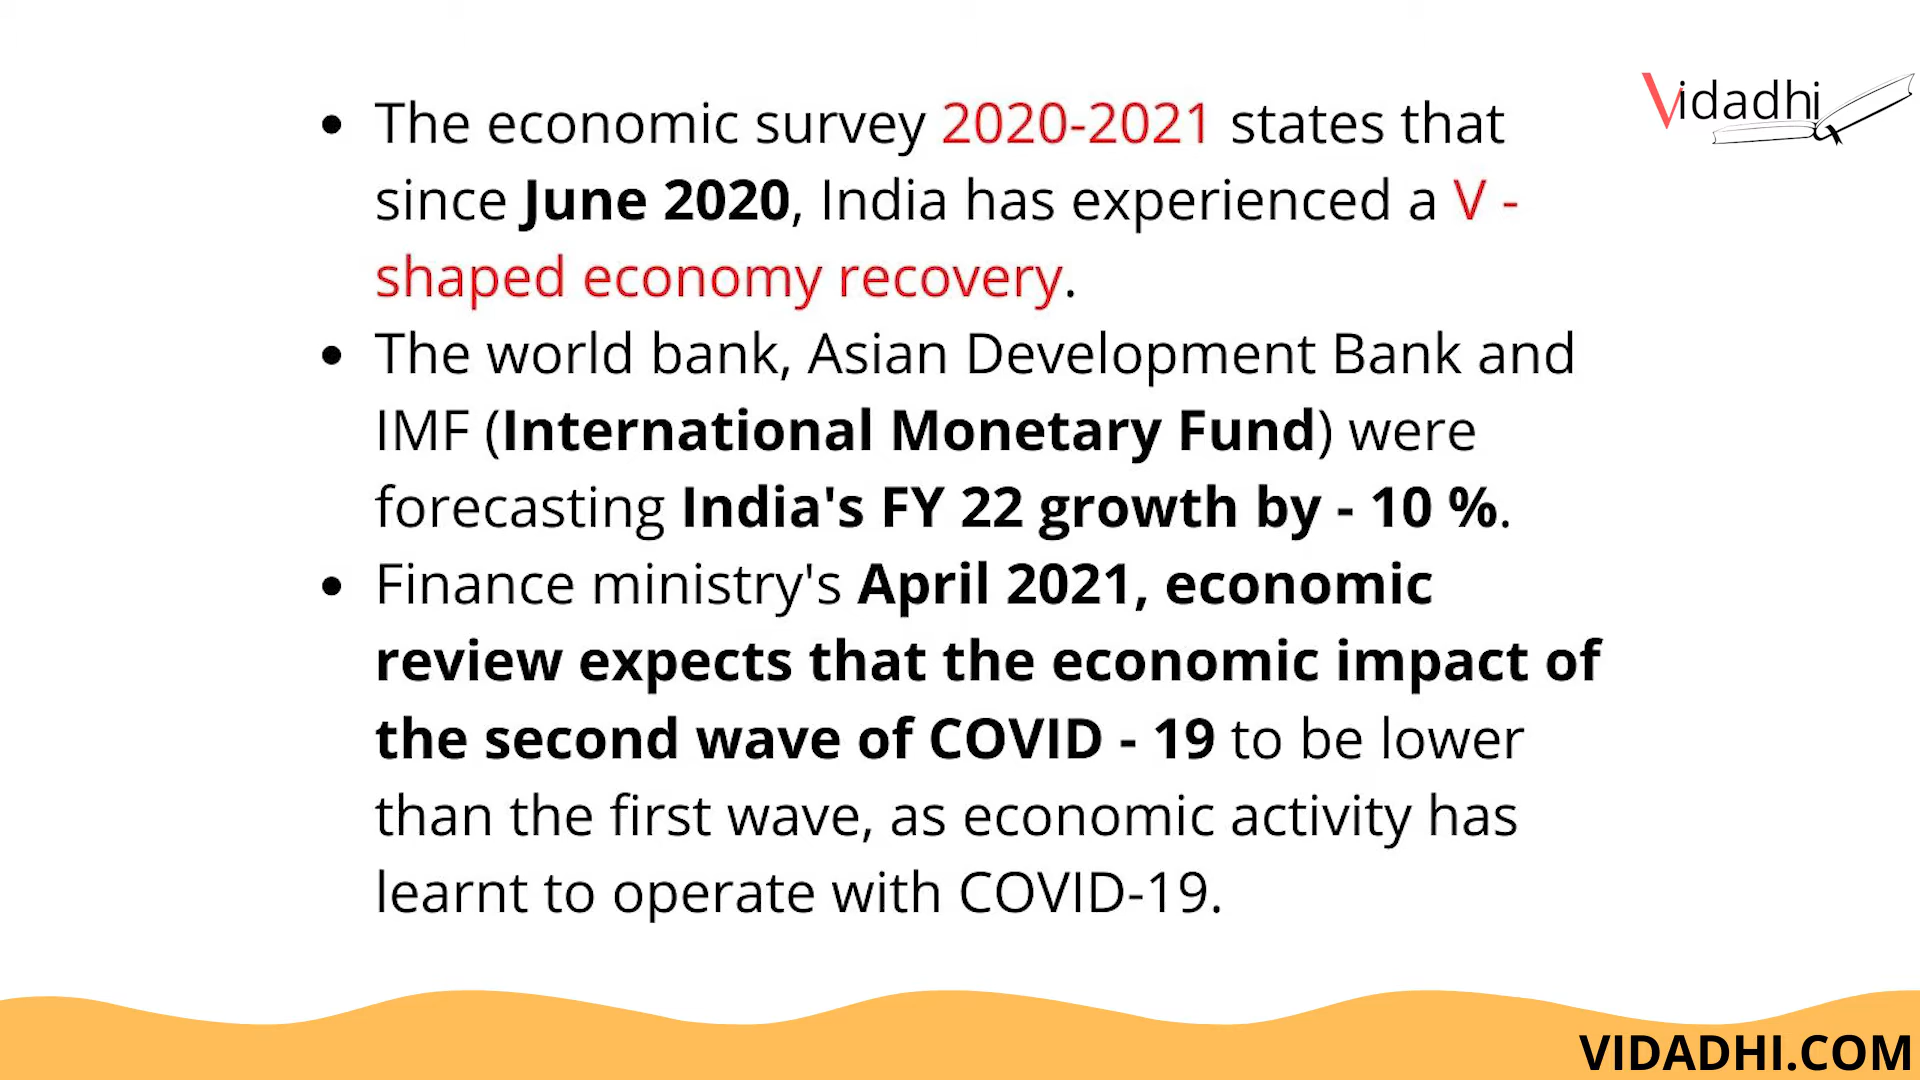 Vidadhi
• The economic survey 2020-2021 states that
since June 2020, India has experienced a V -
shaped economy recovery.
• The world bank, Asian Development Bank and
IMF (International Monetary Fund) were
forecasting India's FY 22 growth by - 10 %.
• Finance ministry's April 2021, economic
review expects that the economic impact of
the second wave of COVID - 19 to be lower
than the first wave, as economic activity has
learnt to operate with COVID-19.
VIDADHI.COM